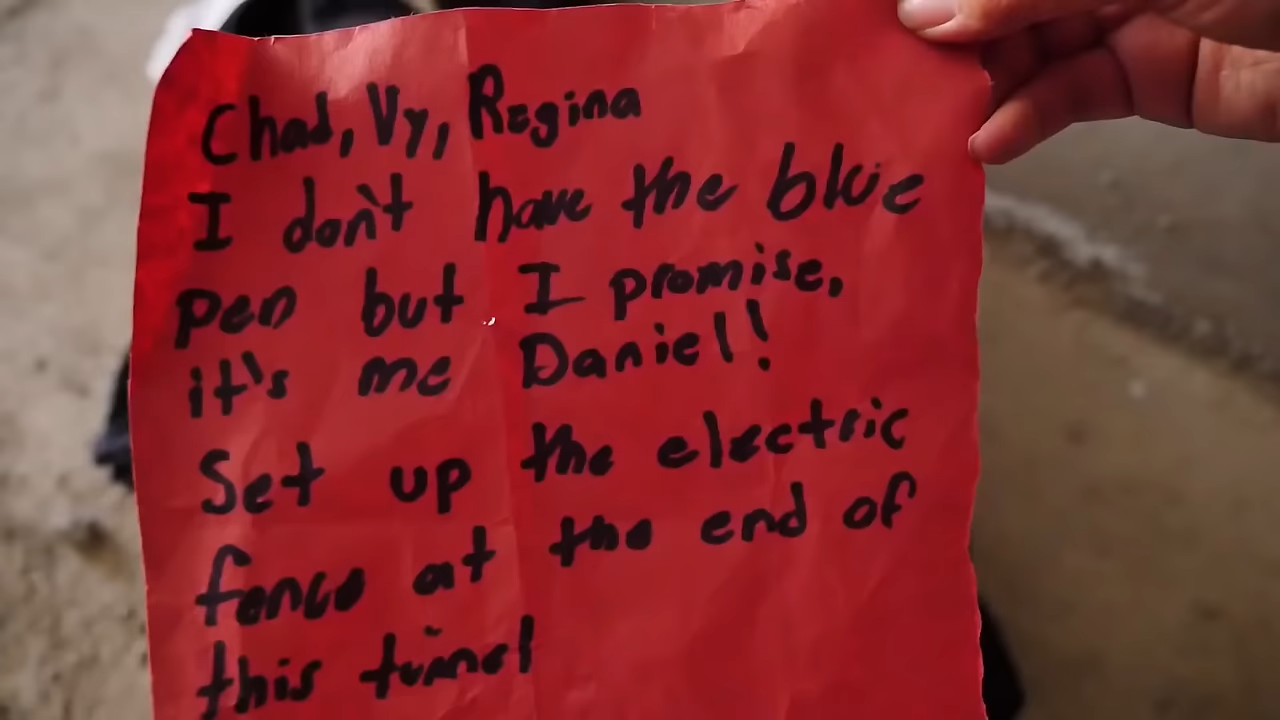 Chad, Vy, Regina
I don't have the blue
pen but I promise,
it's me Daniel!
Set up the electric
fence at the end of
this tunnel